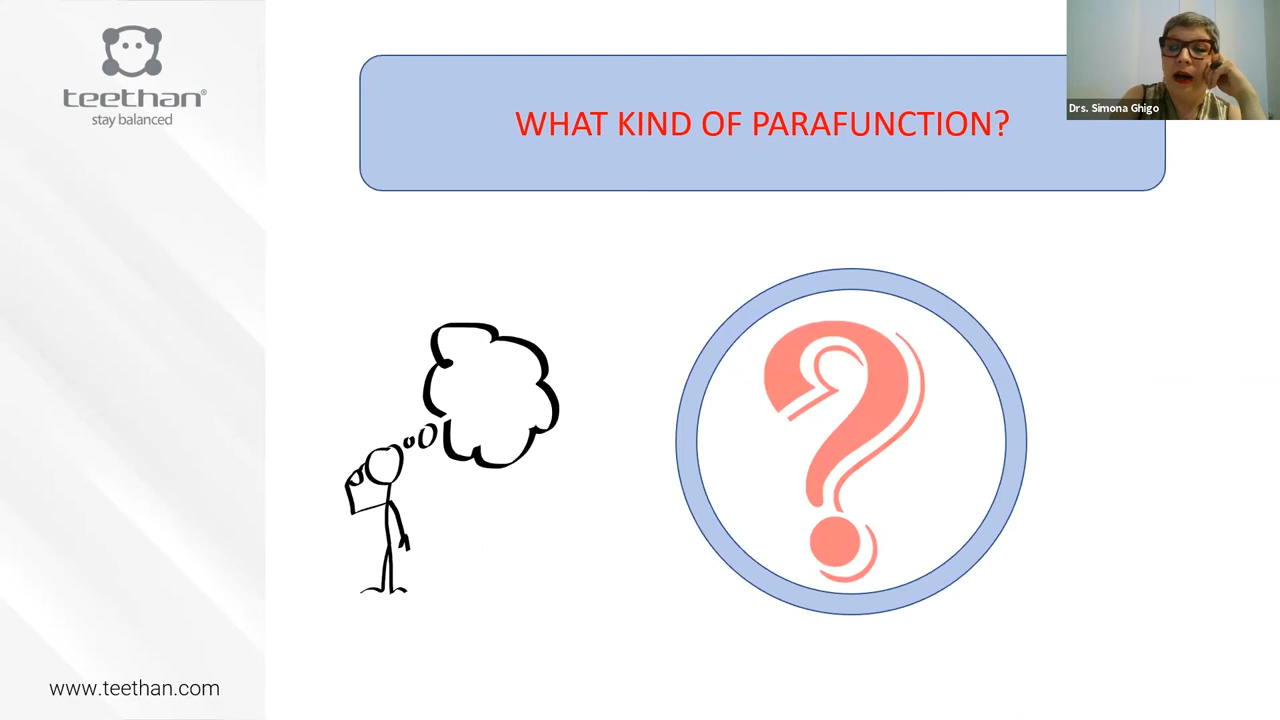 teethan®
stay balanced
WHAT KIND OF PARAFUNCTION?
Drs. Simona Ghigo
?
www.teethan.com